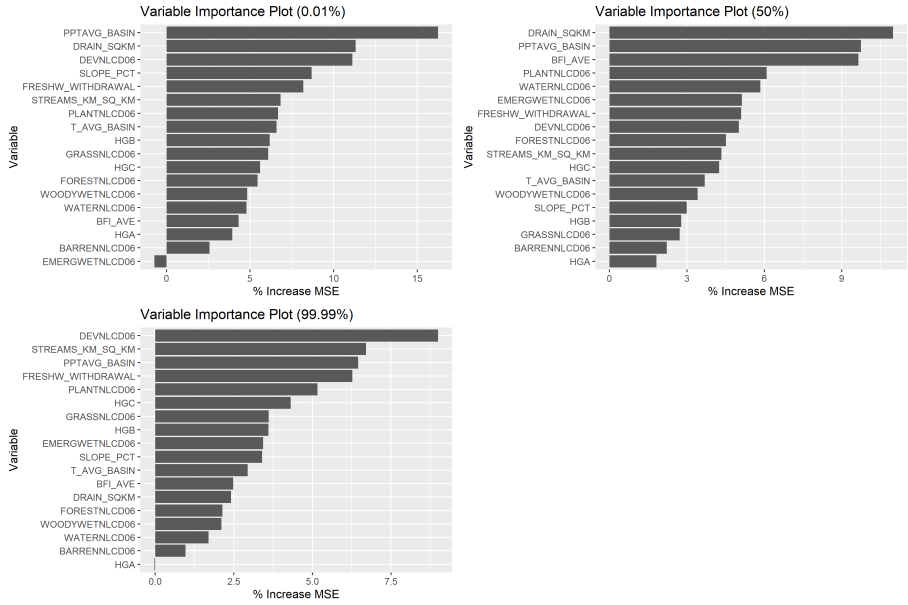 Variable Importance Plot (0.01%)
PPTAVG_BASIN
DRAIN_SQKM
DEVNLCD06
SLOPE_PCT
FRESHW_WITHDRAWAL
STREAMS_KM_SQ_KM
PLANTNLCD06
T_AVG_BASIN
HGB
GRASSNLCD06
HGC
FORESTNLCD06
WOODYWETNLCD06
WATERNLCD06
BFI_AVE
HGA
BARRENNLCD06
EMERGWETNLCD06
Variable
0 5 10 15
% Increase MSE
Variable Importance Plot (50%)
DRAIN_SQKM
PPTAVG_BASIN
BFI_AVE
PLANTNLCD06
WATERNLCD06
EMERGWETNLCD06
FRESHW_WITHDRAWAL
DEVNLCD06
FORESTNLCD06
STREAMS_KM_SQ_KM
HGC
T_AVG_BASIN
WOODYWETNLCD06
SLOPE_PCT
HGB
GRASSNLCD06
BARRENNLCD06
HGA
Variable
0 3 6 9
% Increase MSE
Variable Importance Plot (99.99%)
DEVNLCD06
STREAMS_KM_SQ_KM
PPTAVG_BASIN
FRESHW_WITHDRAWAL
PLANTNLCD06
HGC
GRASSNLCD06
HGB
EMERGWETNLCD06
SLOPE_PCT
T_AVG_BASIN
BFI_AVE
DRAIN_SQKM
FORESTNLCD06
WOODYWETNLCD06
WATERNLCD06
BARRENNLCD06
HGA
Variable
0.0 2.5 5.0 7.5
% Increase MSE